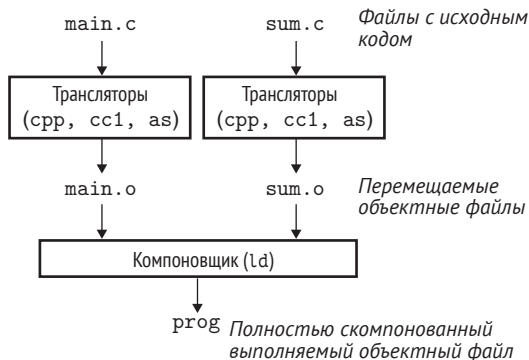 main.c sum.c Файлы с исходным
кодом
Трансляторы Трансляторы
(cpp, cc1, as) (cpp, cc1, as)
main.o sum.o Перемещаемые
объектные файлы
Компоновщик (ld)
prog Полностью скомпонованный
выполняемый объектный файл